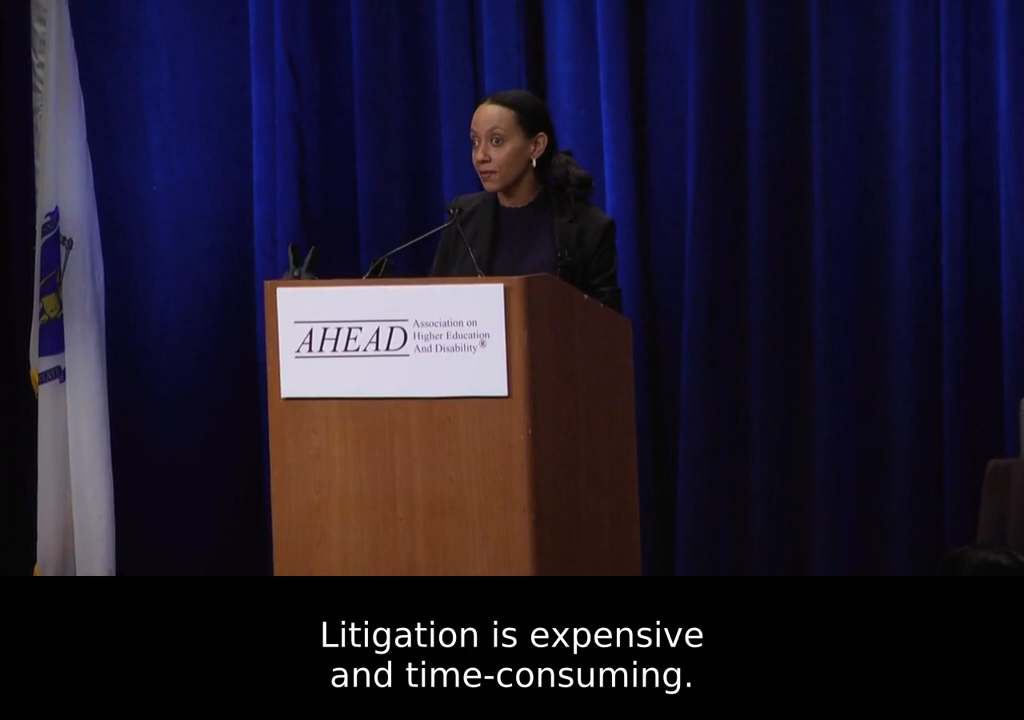 AHEAD
Association on
Higher Education
And Disability®
Litigation is expensive
and time-consuming.